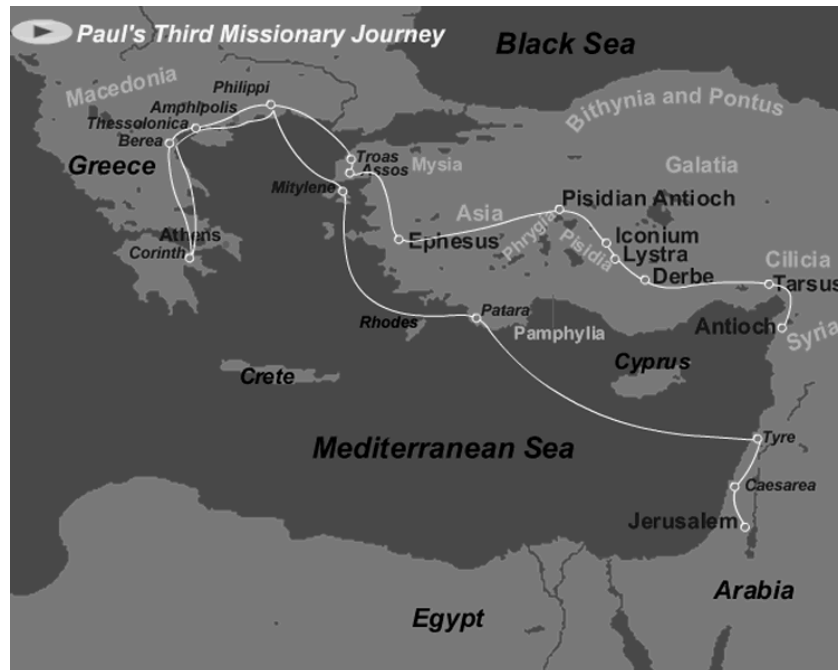 Paul's Third Missionary Journey
Black Sea
Macedonia
Philippi
Bithynia and Pontus
Amphipolis
Thessolonica
Berea
Greece
Troas
Assos
Mysia
Galatia
Mitylene
Pisidian Antioch
Asia
Phrygia
Pisidia
Iconium
Lystra
Athens
Corinth
Ephesus
Derbe
Cilicia
Tarsus
Rhodes
Patara
Pamphylia
Antioch
Syria
Crete
Cyprus
Mediterranean Sea
Tyre
Caesarea
Jerusalem
Egypt
Arabia